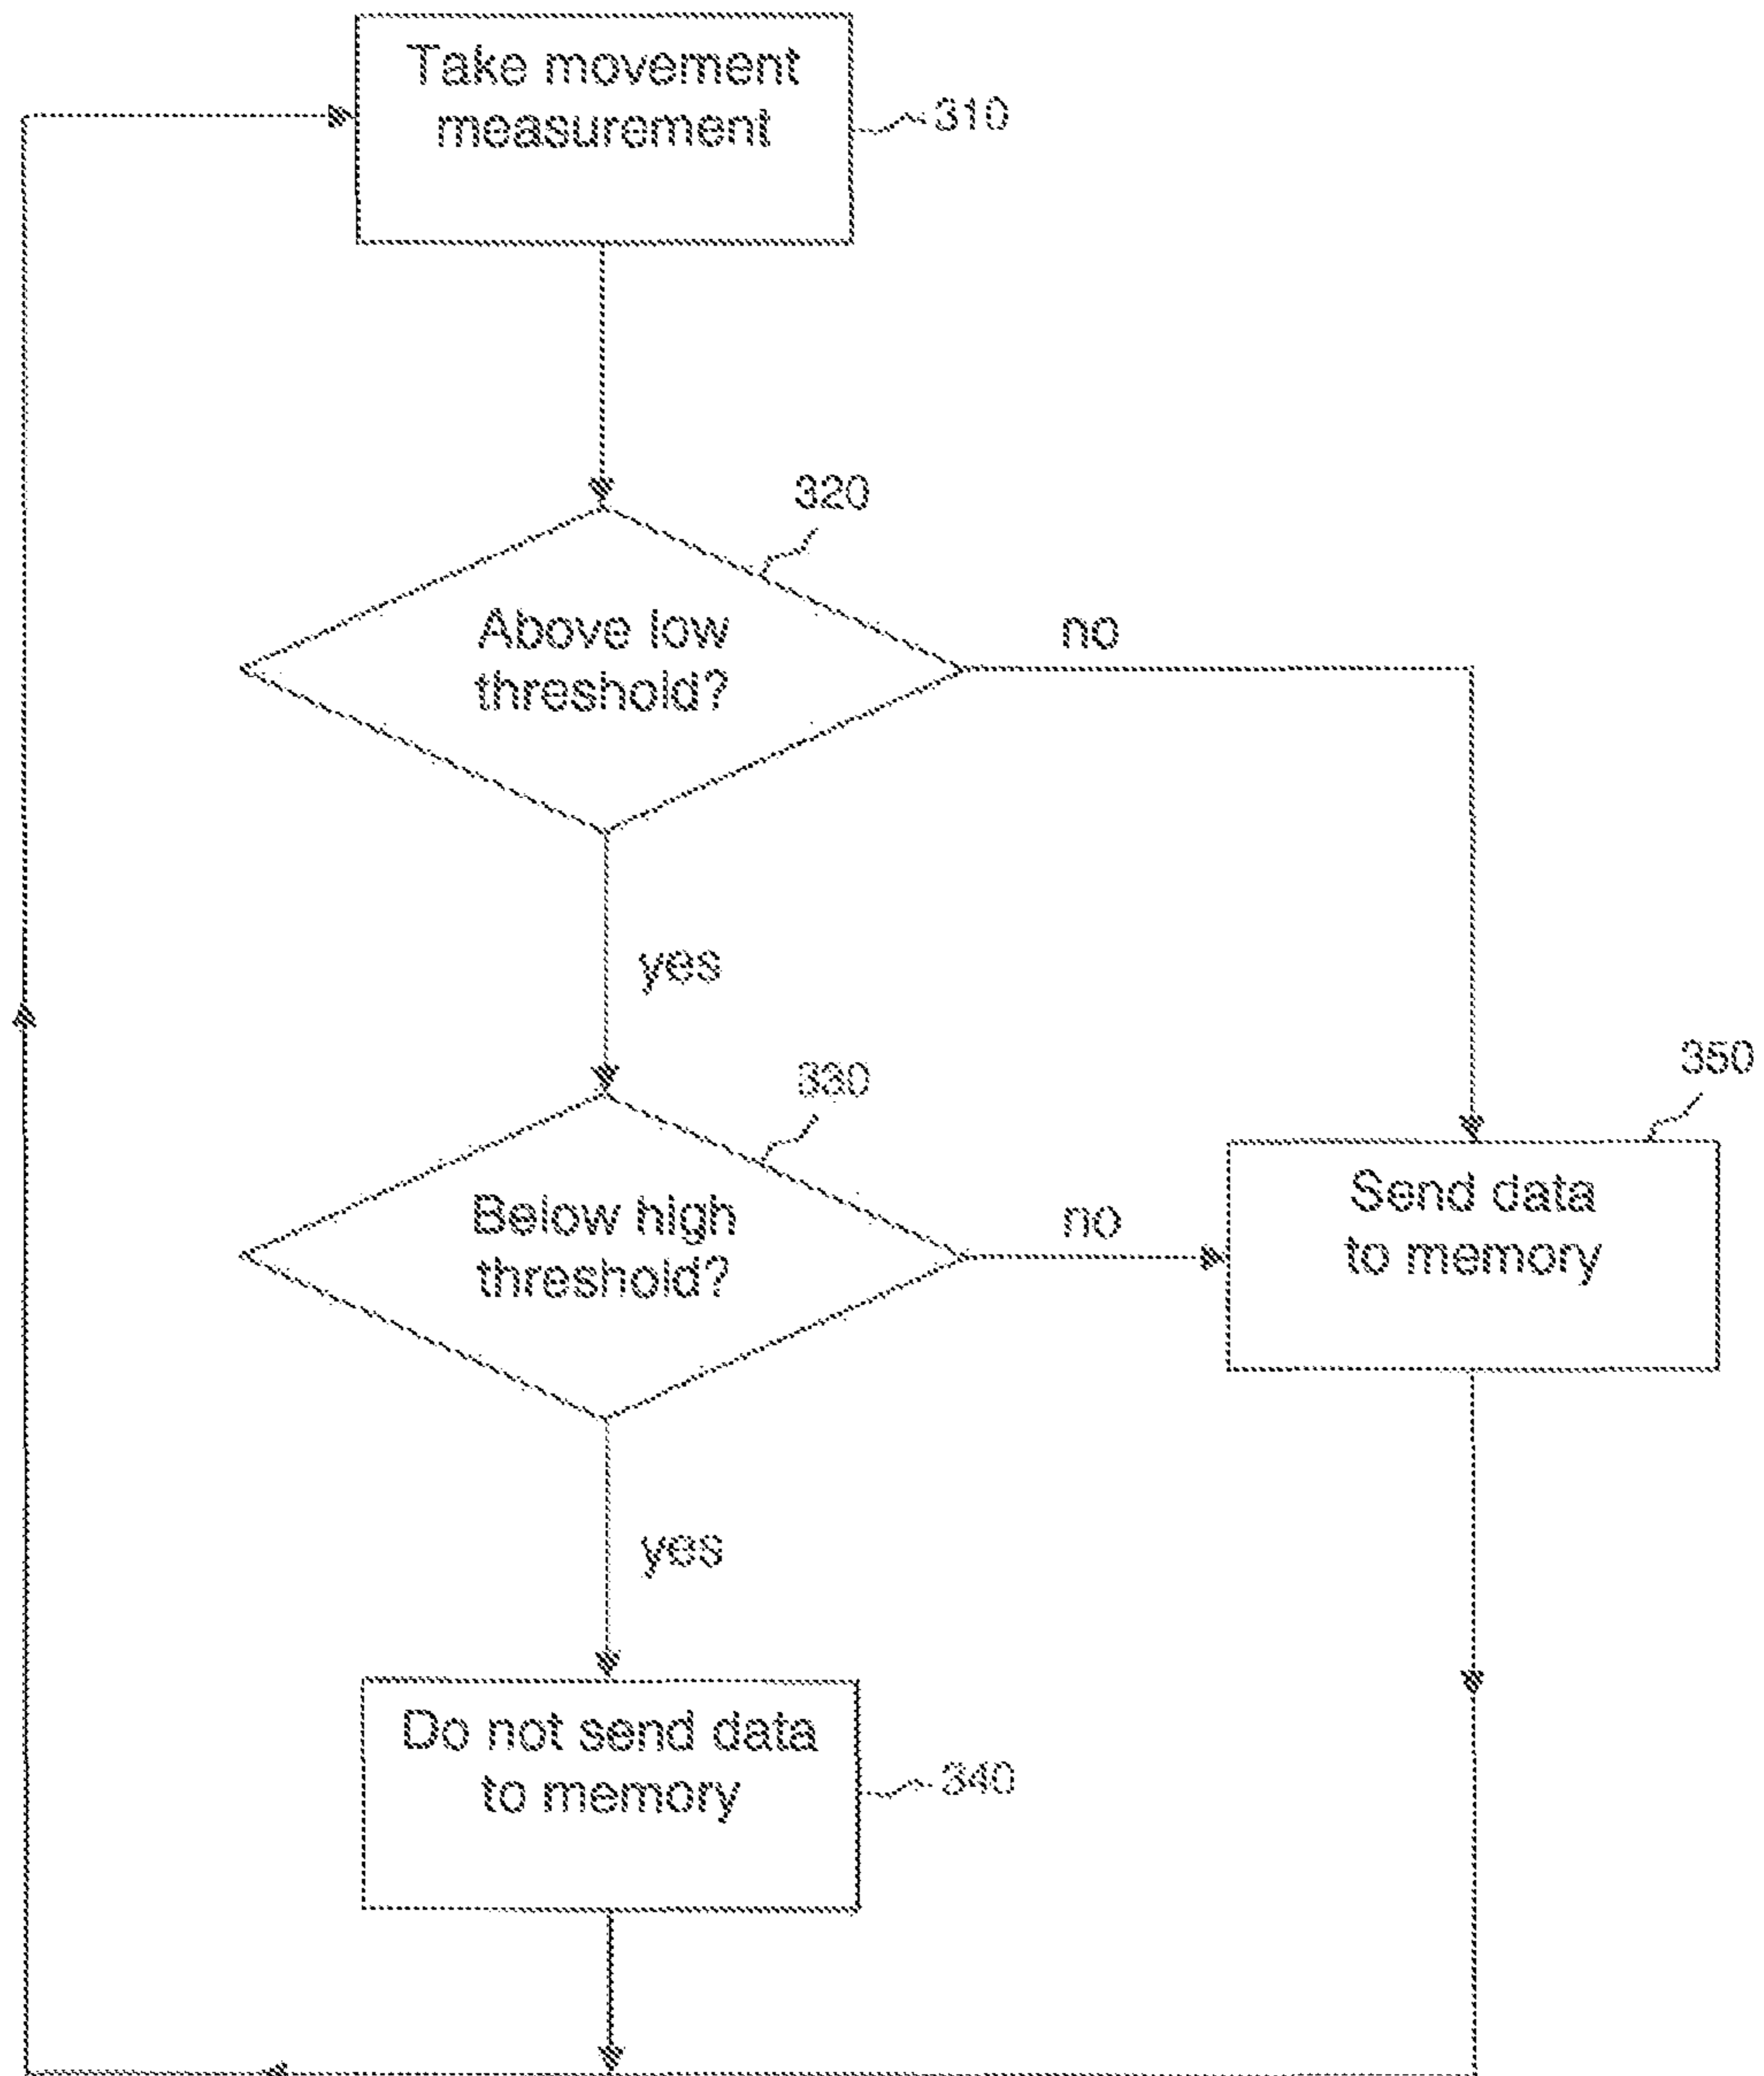 Take movement
measurement
310
320
Above low
threshold?
no
yes
330
350
Below high
threshold?
no
Send data
to memory
yes
Do not send data
to memory
340